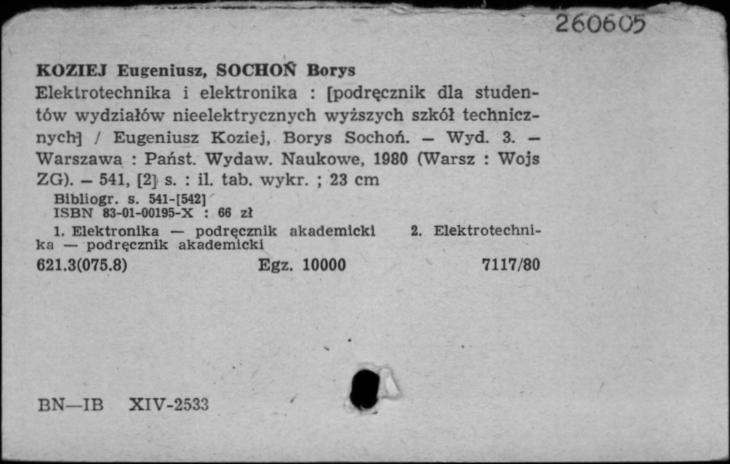 260605
KOZIEJ Eugeniusz, SOCHOŃ Borys
Elektrotechnika i elektronika : [podręcznik dla studen-
tów wydziałów nieelektrycznych wyższych szkół technicz-
nych] / Eugeniusz Koziej, Borys Sochoń. — Wyd. 3. —
Warszawa : Państ. Wydaw. Naukowe, 1980 (Warsz : Wojs
ZG). — 541, [2] s. : il. tab. wykr. ; 23 cm
Bibliogr. s. 541-[542]
ISBN 83-01-00195-X : 66 zł
1. Elektronika — podręcznik akademicki 2. Elektrotechni-
ka — podręcznik akademicki
621.3(075.8) Egz. 10000 7117/80
BN—IB XIV-2533